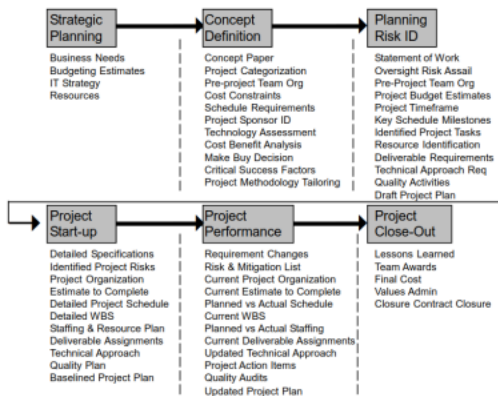 Strategic
Planning
Business Needs
Budgeting Estimates
IT Strategy
Resources
Concept
Definition
Concept Paper
Project Categorization
Pre-project Team Org
Cost Constraints
Schedule Requirements
Project Sponsor ID
Technology Assessment
Cost Benefit Analysis
Make Buy Decision
Critical Success Factors
Project Methodology Tailoring
Planning
Risk ID
Statement of Work
Oversight Risk Assail
Pre-Project Team Org
Project Budget Estimates
Project Timeframe
Key Schedule Milestones
Identified Project Tasks
Resource Identification
Deliverable Requirements
Technical Approach Req
Quality Activities
Draft Project Plan
Project
Start-up
Detailed Specifications
Identified Project Risks
Project Organization
Estimate to Complete
Detailed Project Schedule
Detailed WBS
Staffing & Resource Plan
Deliverable Assignments
Technical Approach
Quality Plan
Baselined Project Plan
Project
Performance
Requirement Changes
Risk & Mitigation List
Current Project Organization
Current Estimate to Complete
Planned vs Actual Schedule
Current WBS
Planned vs Actual Staffing
Current Deliverable Assignments
Updated Technical Approach
Project Action Items
Quality Audits
Updated Project Plan
Project
Close-Out
Lessons Learned
Team Awards
Final Cost
Values Admin
Closure Contract Closure